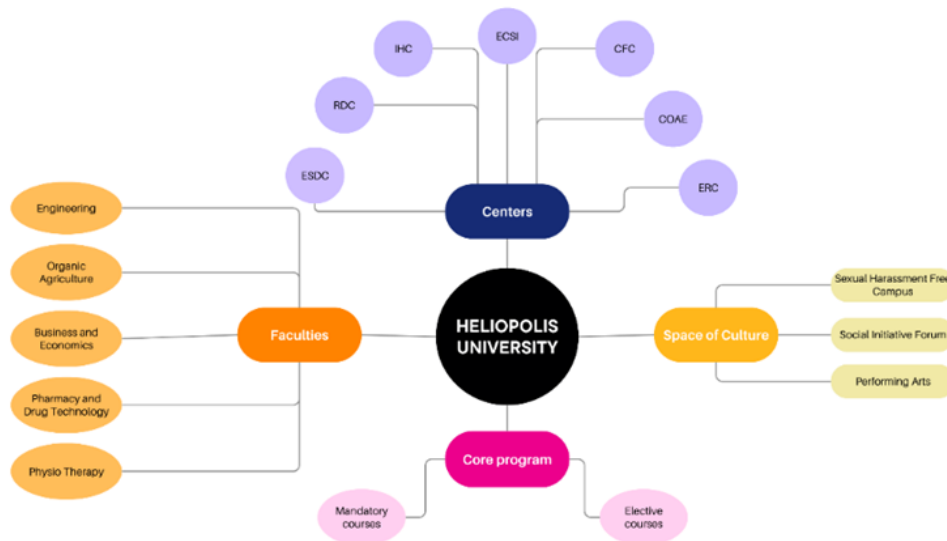 ECSI
IHC
CFC
RDC
COAE
ESDC
ERC
Centers
Engineering
Organic
Agriculture
Business and
Economics
Pharmacy and
Drug Technology
Physio Therapy
Faculties
HELIOPOLIS
UNIVERSITY
Space of Culture
Sexual Harassment Free
Campus
Social Initiative Forum
Performing Arts
Core program
Mandatory
courses
Elective
courses